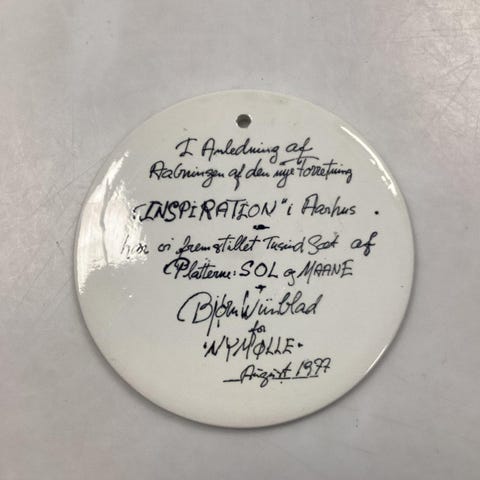 I Anledning af
Aabningen af den nye Forretning
"INSPIRATION" i Aarhus.
har vi fremstillet Tusind Sæt af
Platterne: SOL og MAANE
Bjørn Wiinblad
for
"NYMØLLE"
August 1977